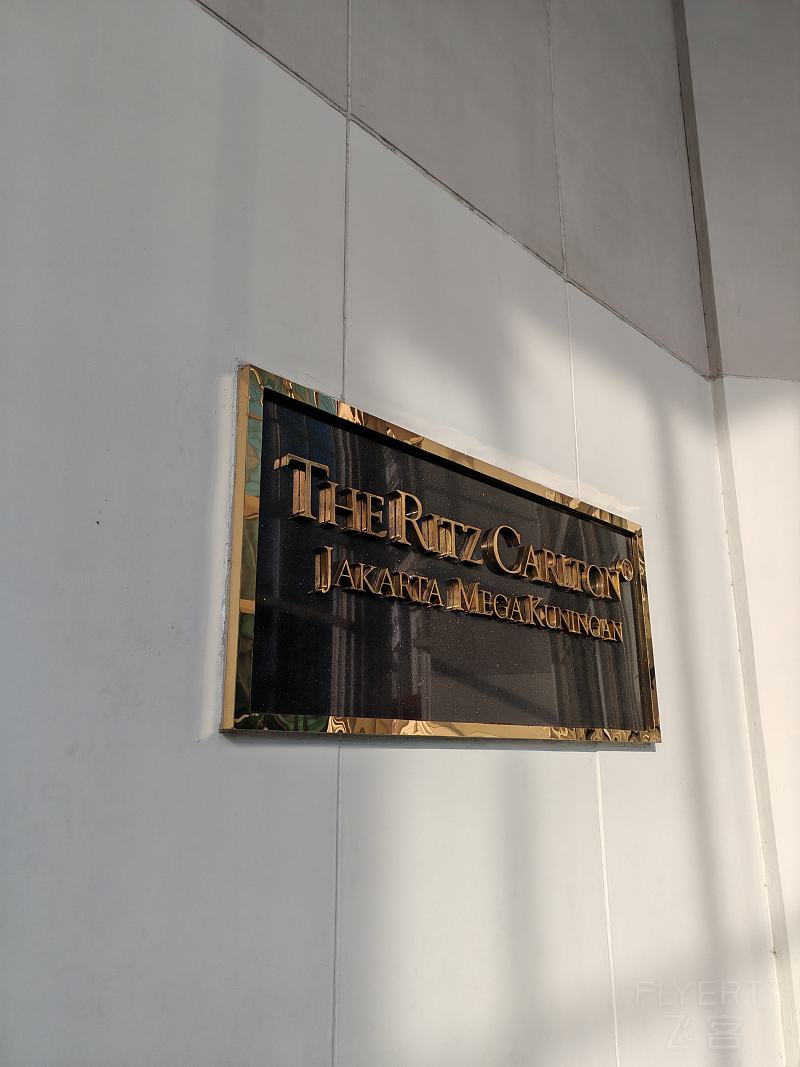 The Ritz Carlton®
Jakarta Mega Kuningan
FLYERT
飞客